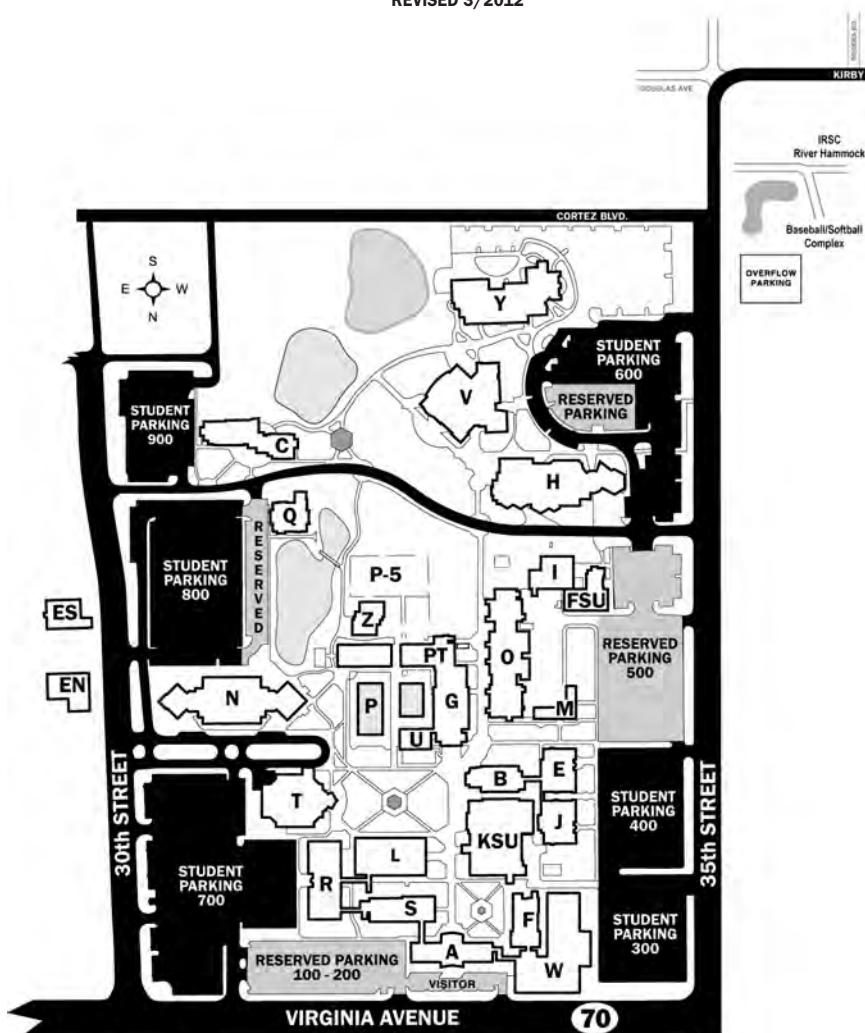 REVISED 3/2012
RHODES RD.
KIRBY
DOUGLAS AVE
IRSC
River Hammock
CORTEZ BLVD.
Baseball/Softball
Complex
OVERFLOW
PARKING
S
E W
N
Y
STUDENT
PARKING
600
V
RESERVED
PARKING
STUDENT
PARKING
900
C
H
Q
RESERVED
P-5
I
STUDENT
PARKING
800
FSU
ES
Z
PT
O
RESERVED
PARKING
500
EN
N
P
G
M
U
30th STREET
B
E
T
STUDENT
PARKING
400
35th STREET
KSU
J
L
STUDENT
PARKING
700
R
S
F
STUDENT
PARKING
300
A
RESERVED PARKING
100 - 200
W
VISITOR
VIRGINIA AVENUE
70